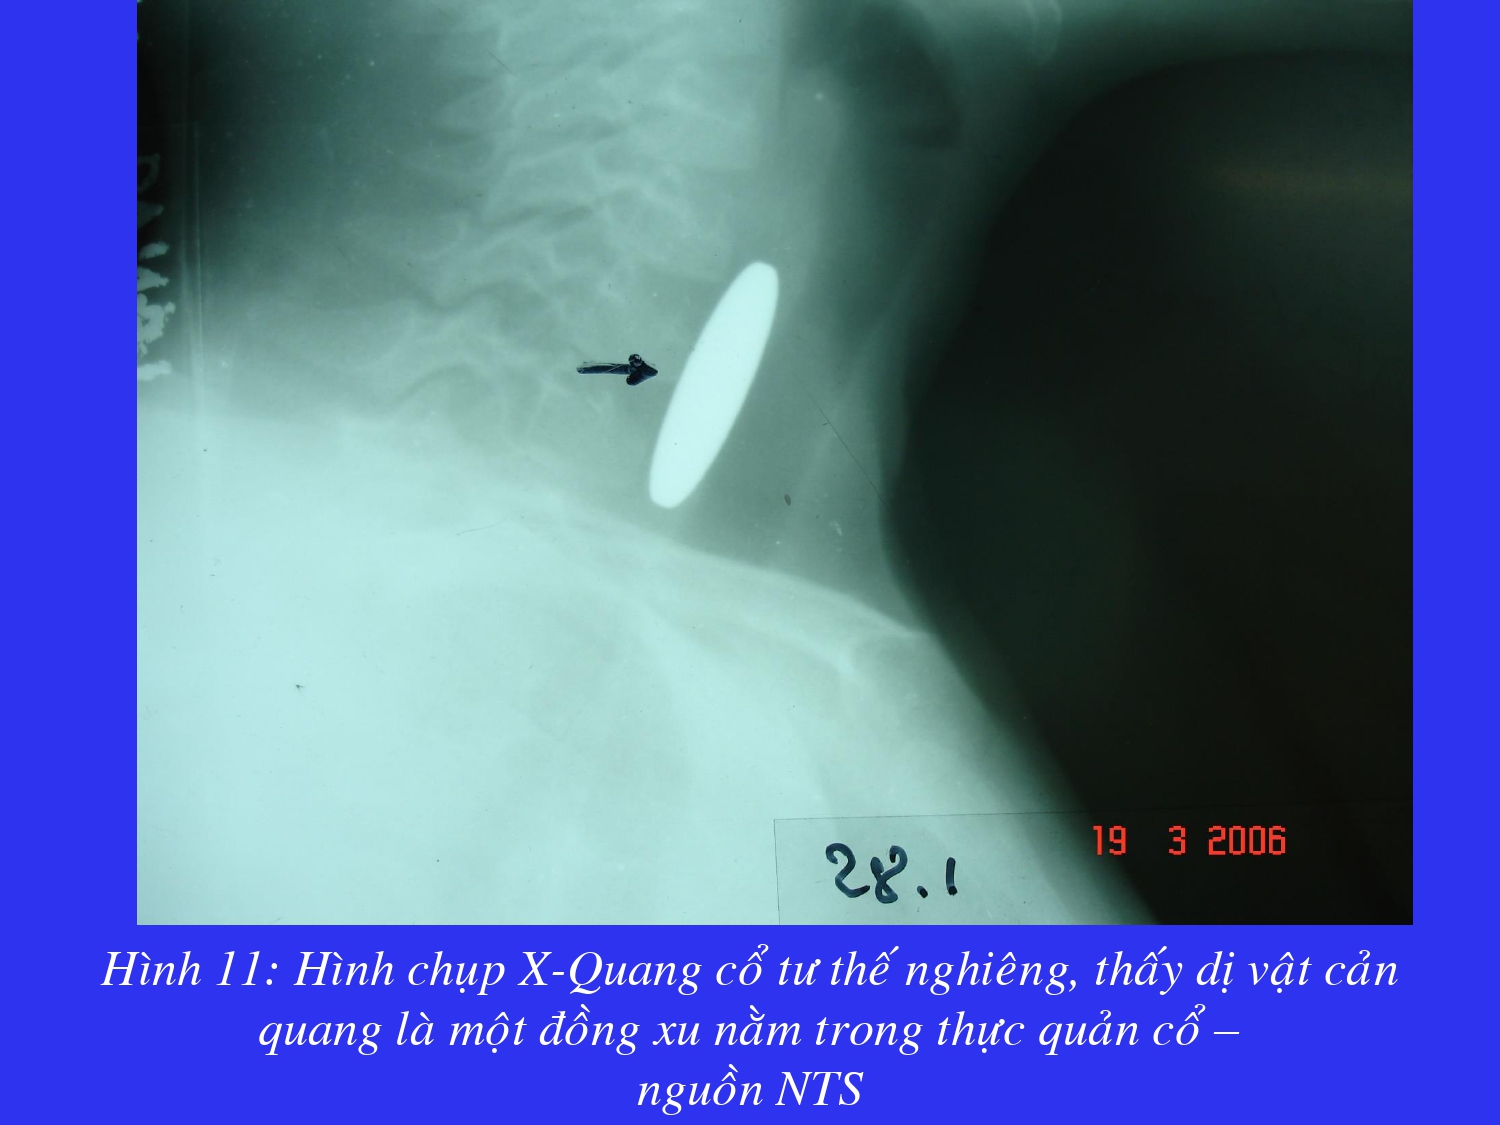 19 3 2006
28.1
Hình 11: Hình chụp X-Quang cổ tư thế nghiêng, thấy dị vật cản
quang là một đồng xu nằm trong thực quản cổ –
nguồn NTS